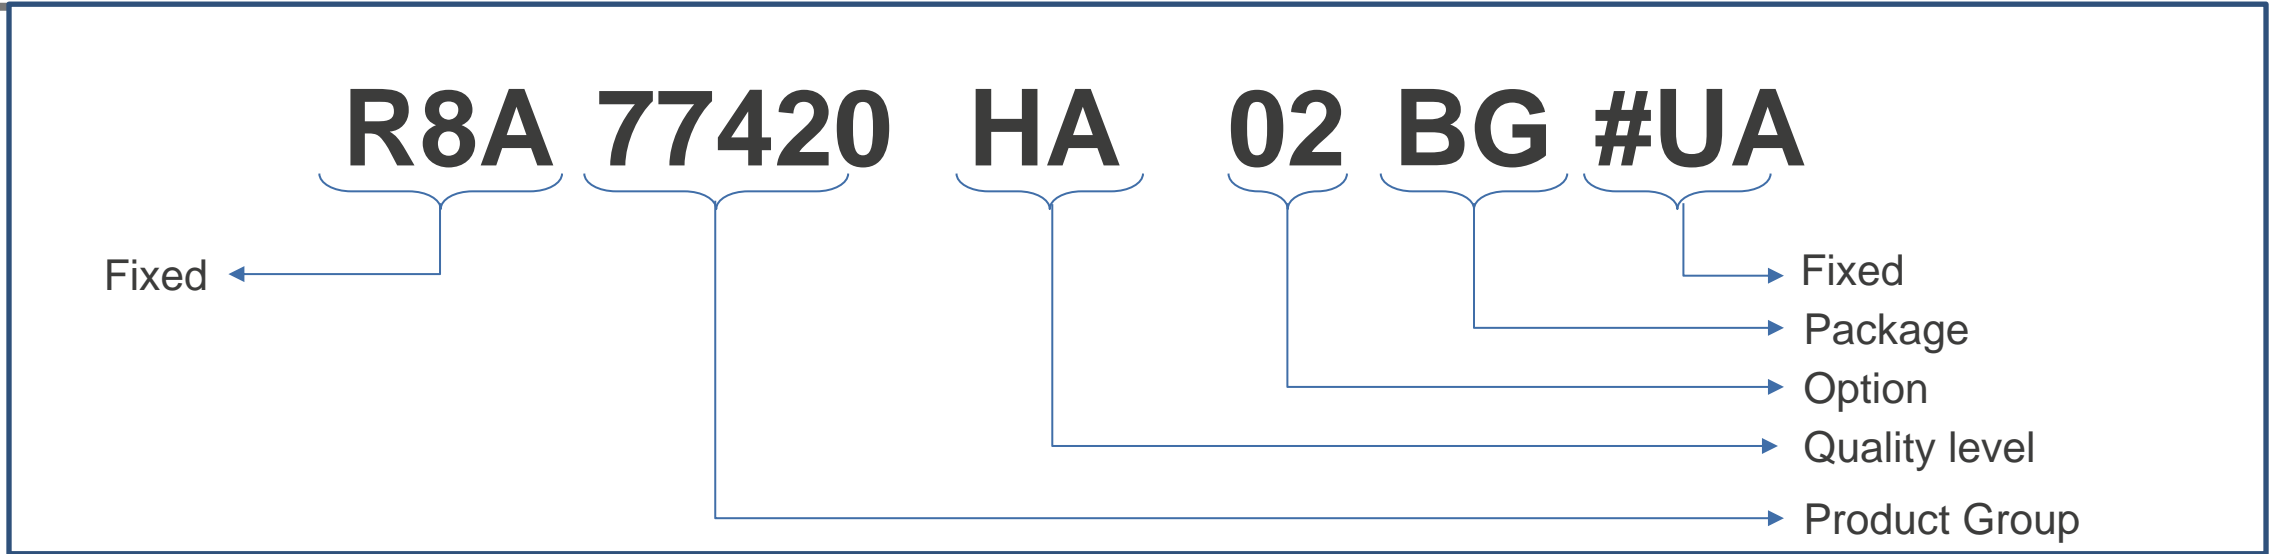 R8A 77420 HA 02 BG #UA
Fixed
Fixed
Package
Option
Quality level
Product Group